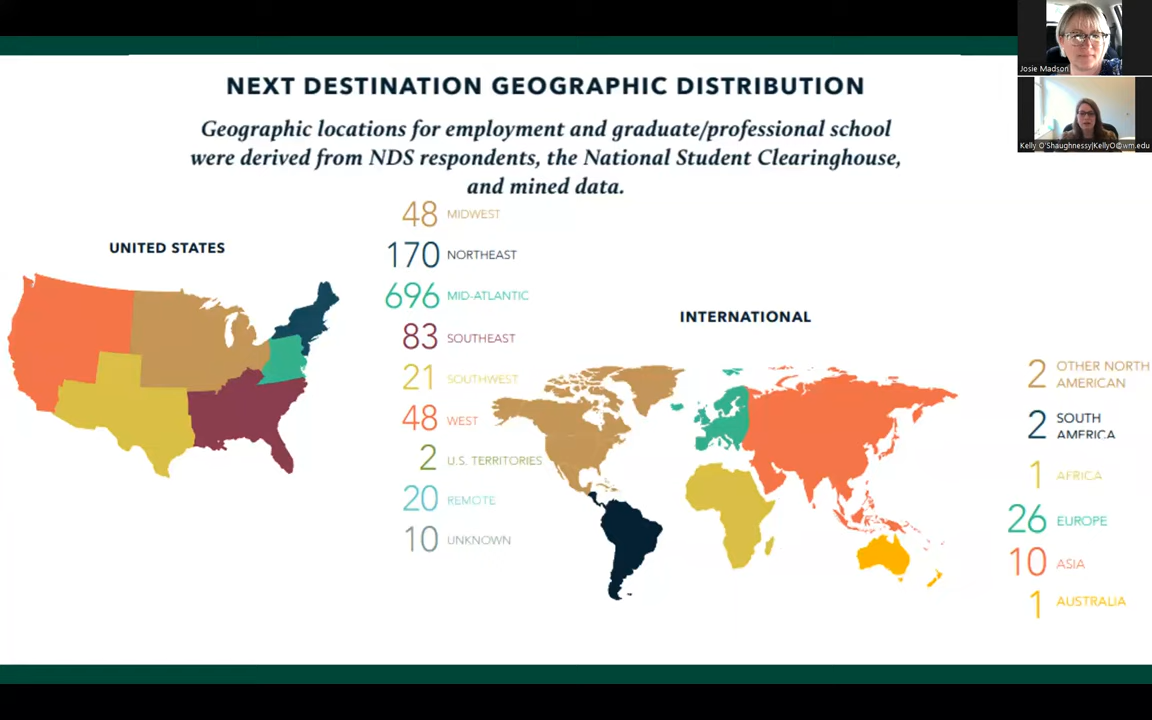 NEXT DESTINATION GEOGRAPHIC DISTRIBUTION
Geographic locations for employment and graduate/professional school
were derived from NDS respondents, the National Student Clearinghouse,
and mined data.
UNITED STATES
48 MIDWEST
170 NORTHEAST
696 MID-ATLANTIC
83 SOUTHEAST
21 SOUTHWEST
48 WEST
2 U.S. TERRITORIES
20 REMOTE
10 UNKNOWN
INTERNATIONAL
2 OTHER NORTH
AMERICAN
2 SOUTH
AMERICA
1 AFRICA
26 EUROPE
10 ASIA
1 AUSTRALIA
Josie Madson
Kelly O'Shaughnessy|KellyO@wm.edu